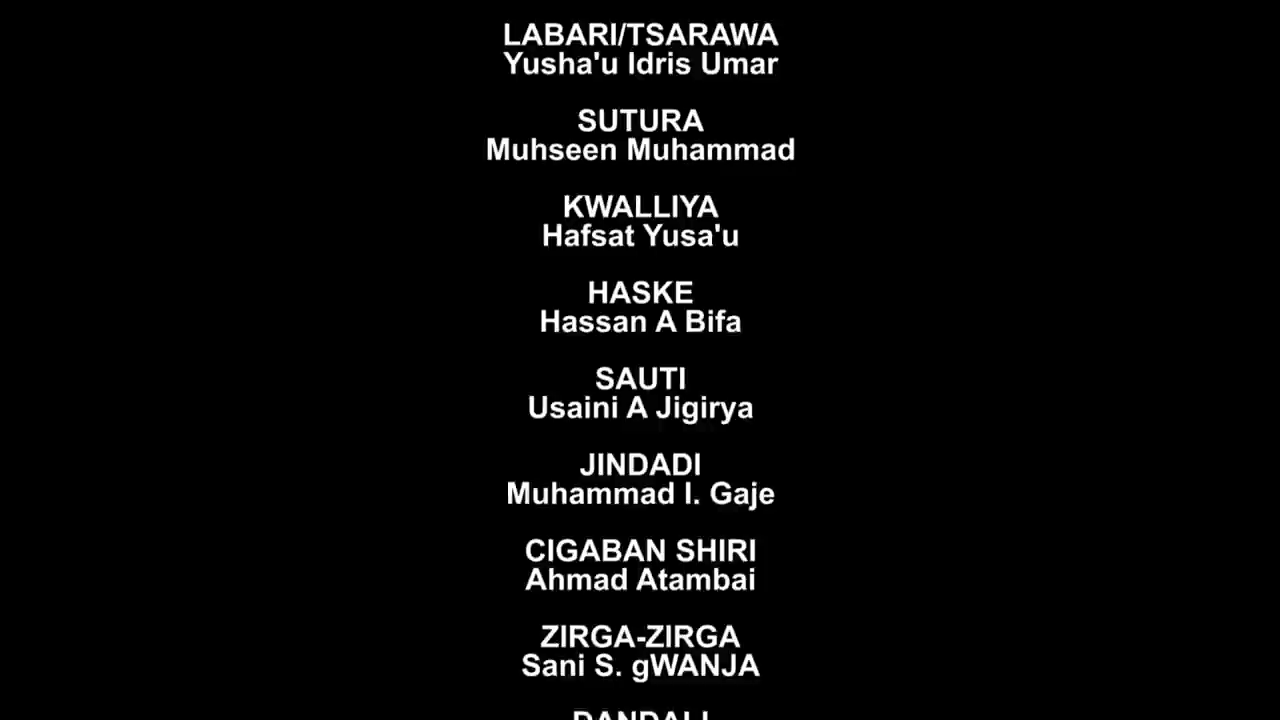 LABARI/TSARAWA
Yusha'u Idris Umar
SUTURA
Muhseen Muhammad
KWALLIYA
Hafsat Yusa'u
HASKE
Hassan A Bifa
SAUTI
Usaini A Jigirya
JINDADI
Muhammad I. Gaje
CIGABAN SHIRI
Ahmad Atambai
ZIRGA-ZIRGA
Sani S. gWANJA